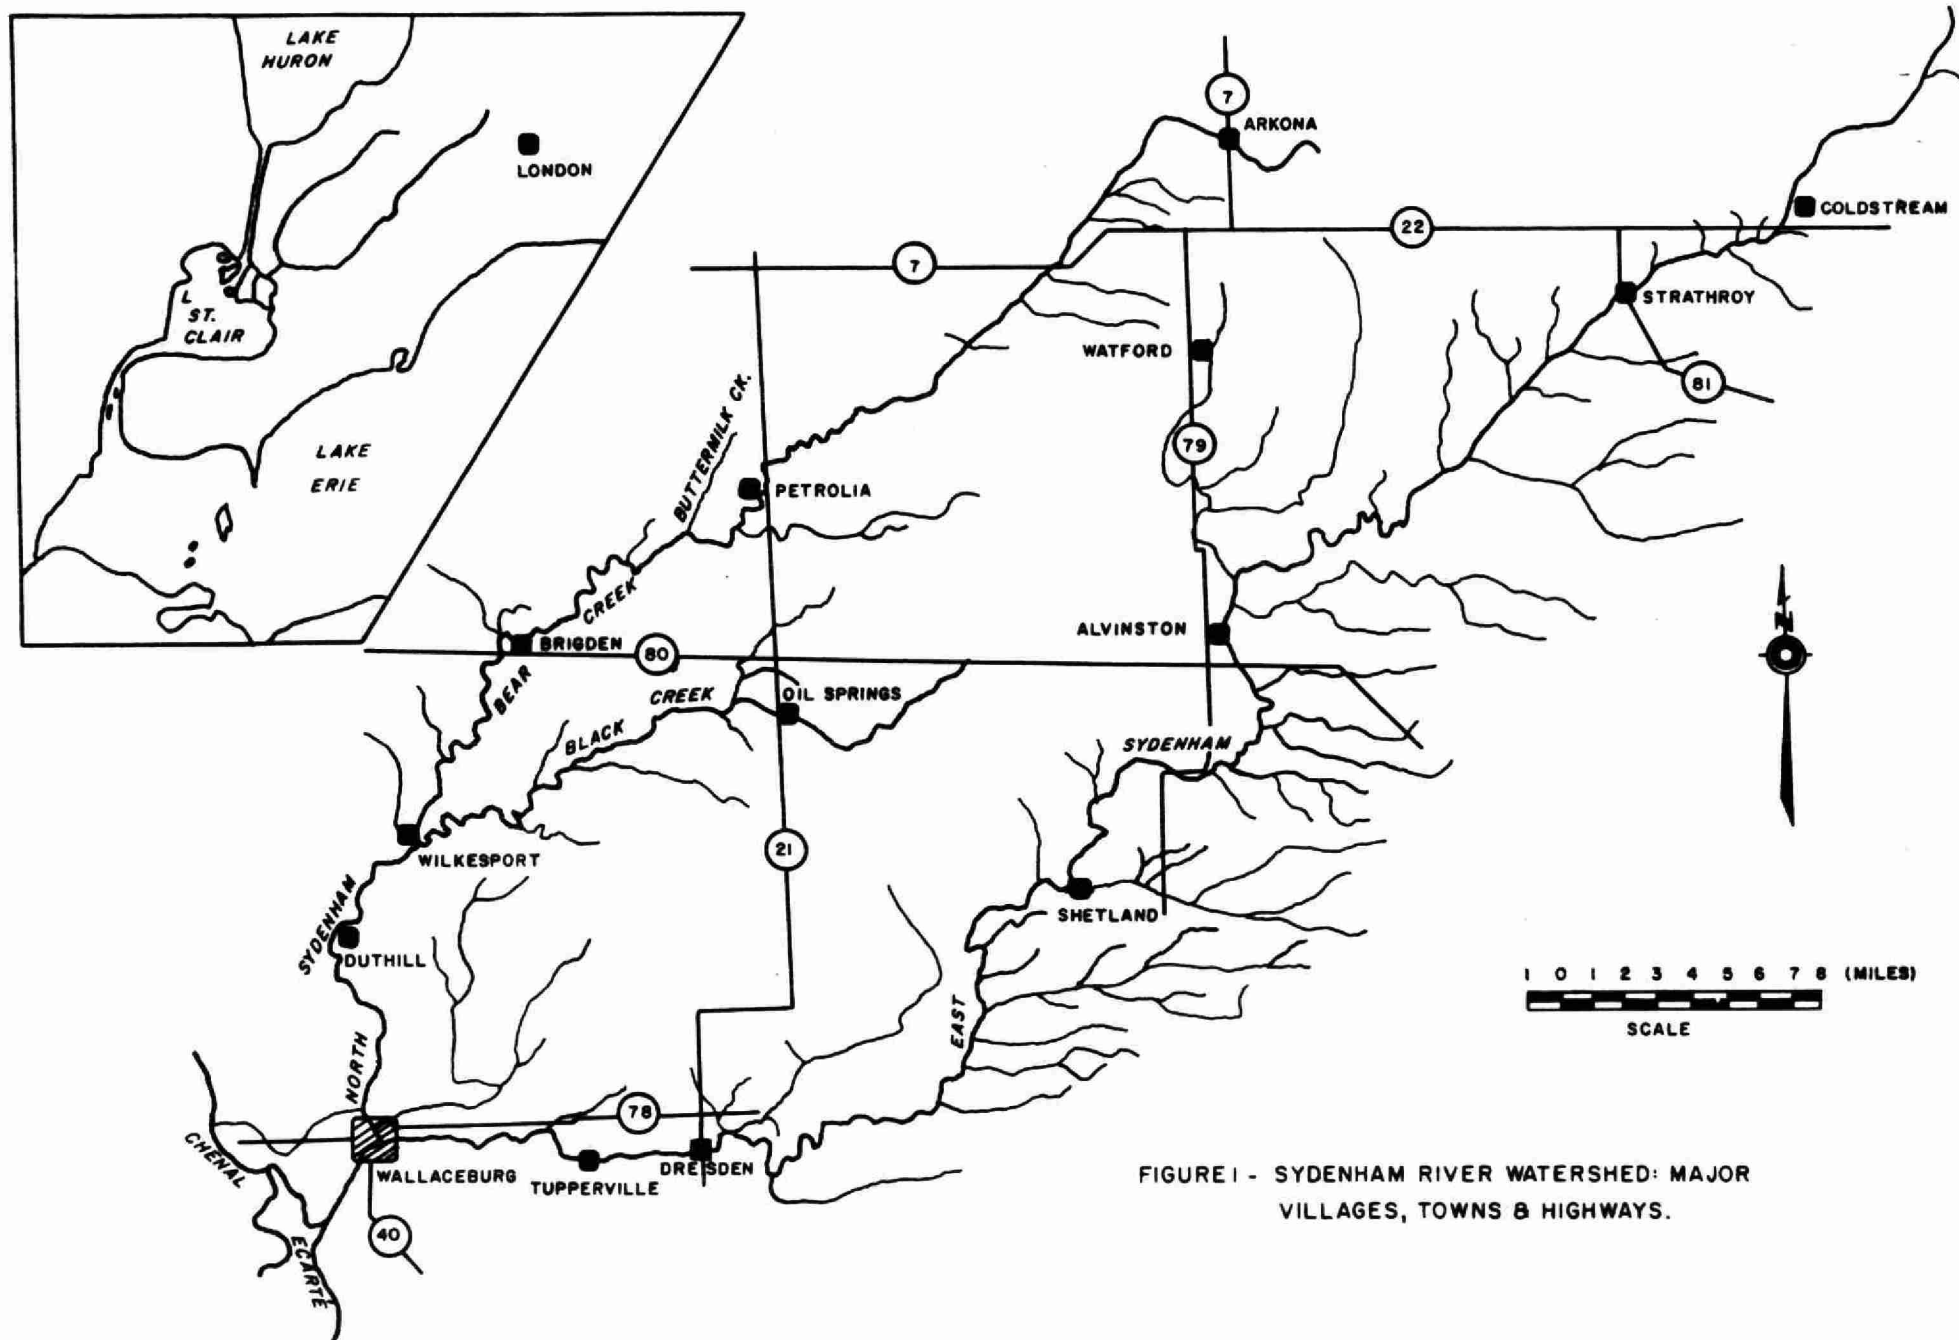 LAKE
HURON
LONDON
L
ST.
CLAIR
LAKE
ERIE
7
ARKONA
22
COLDSTREAM
7
STRATHROY
WATFORD
81
BUTTERMILK CK.
79
PETROLIA
CREEK
BRIGDEN
80
ALVINSTON
N
BEAR
CREEK
OIL SPRINGS
BLACK
SYDENHAM
WILKESPORT
21
SYDENHAM
SHETLAND
DUTHILL
1 0 1 2 3 4 5 6 7 8 (MILES)
SCALE
EAST
NORTH
78
CHENAL
WALLACEBURG
TUPPERVILLE
DRESDEN
40
ECARTÉ
FIGURE 1 - SYDENHAM RIVER WATERSHED: MAJOR
VILLAGES, TOWNS & HIGHWAYS.